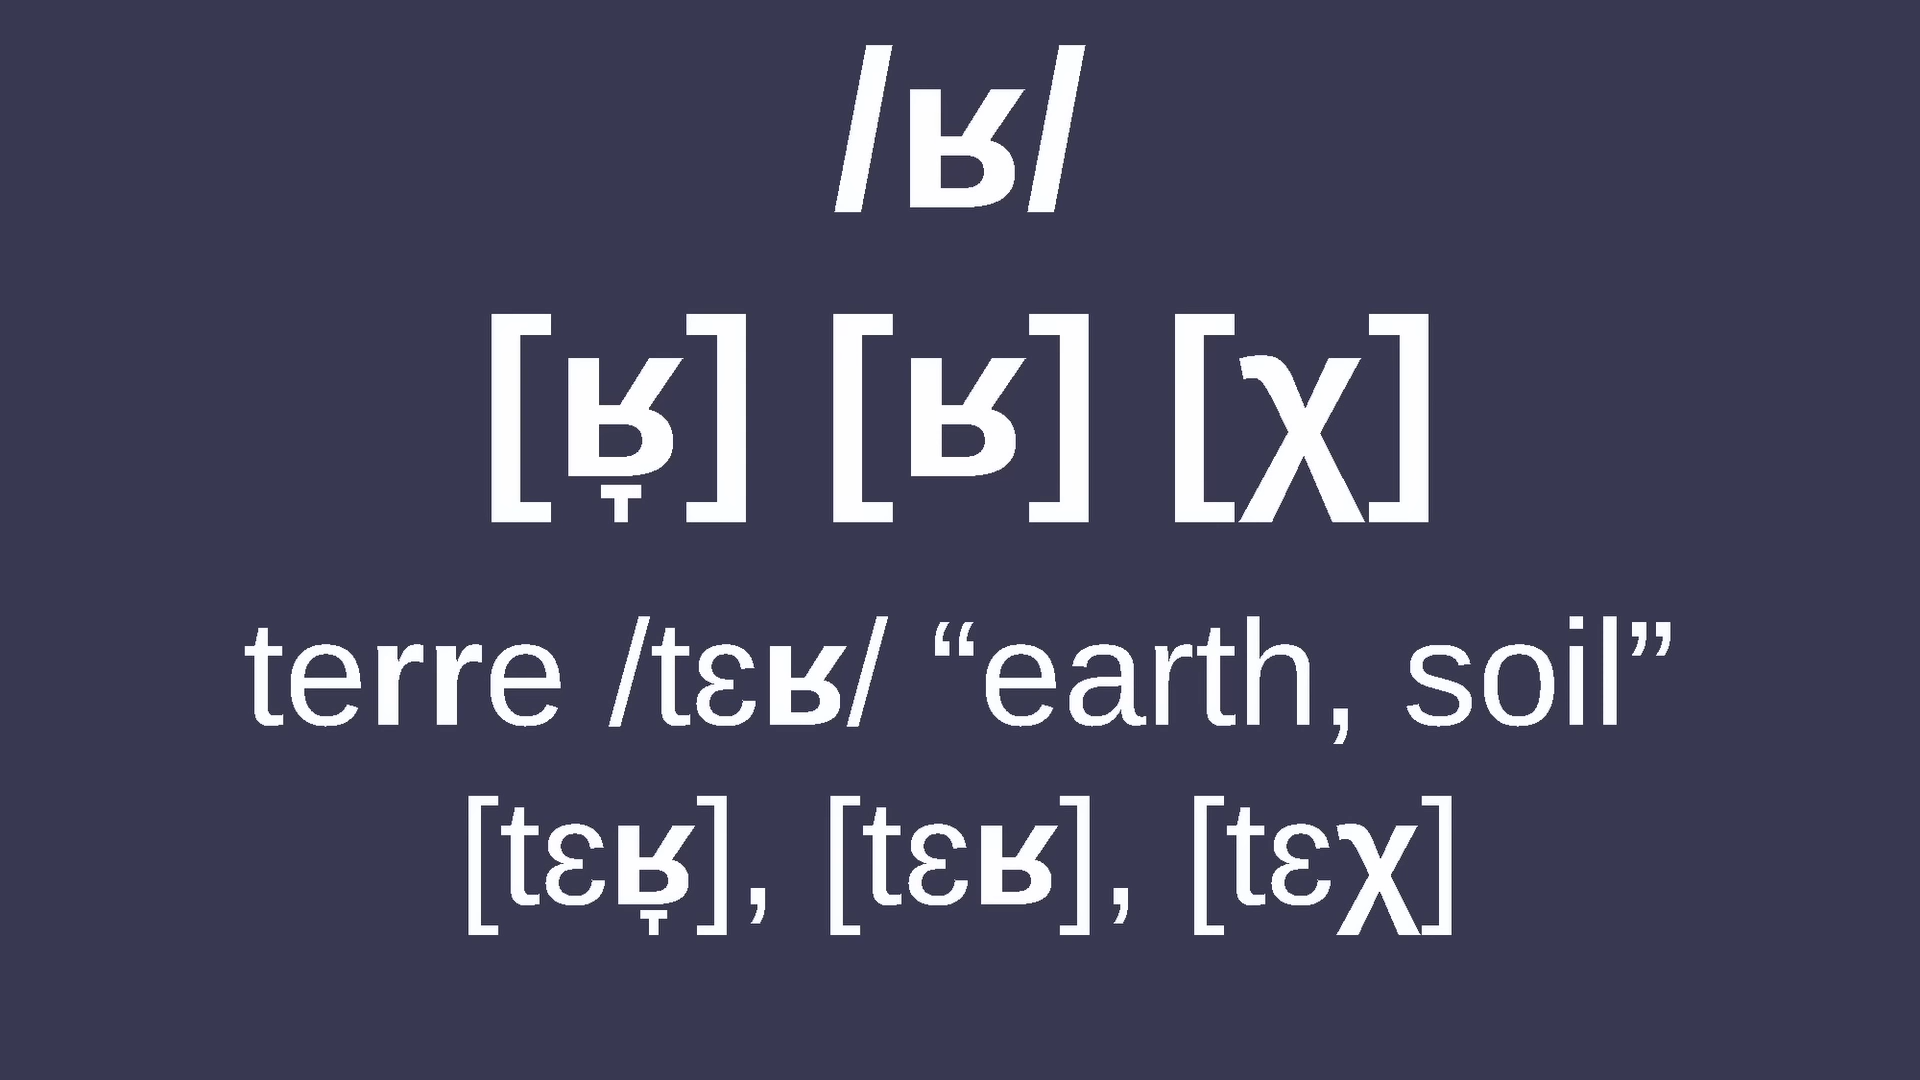 /ʁ/
[ʁ̞] [ʁ] [χ]
terre /tɛʁ/ “earth, soil”
[tɛʁ̞], [tɛʁ], [tɛχ]